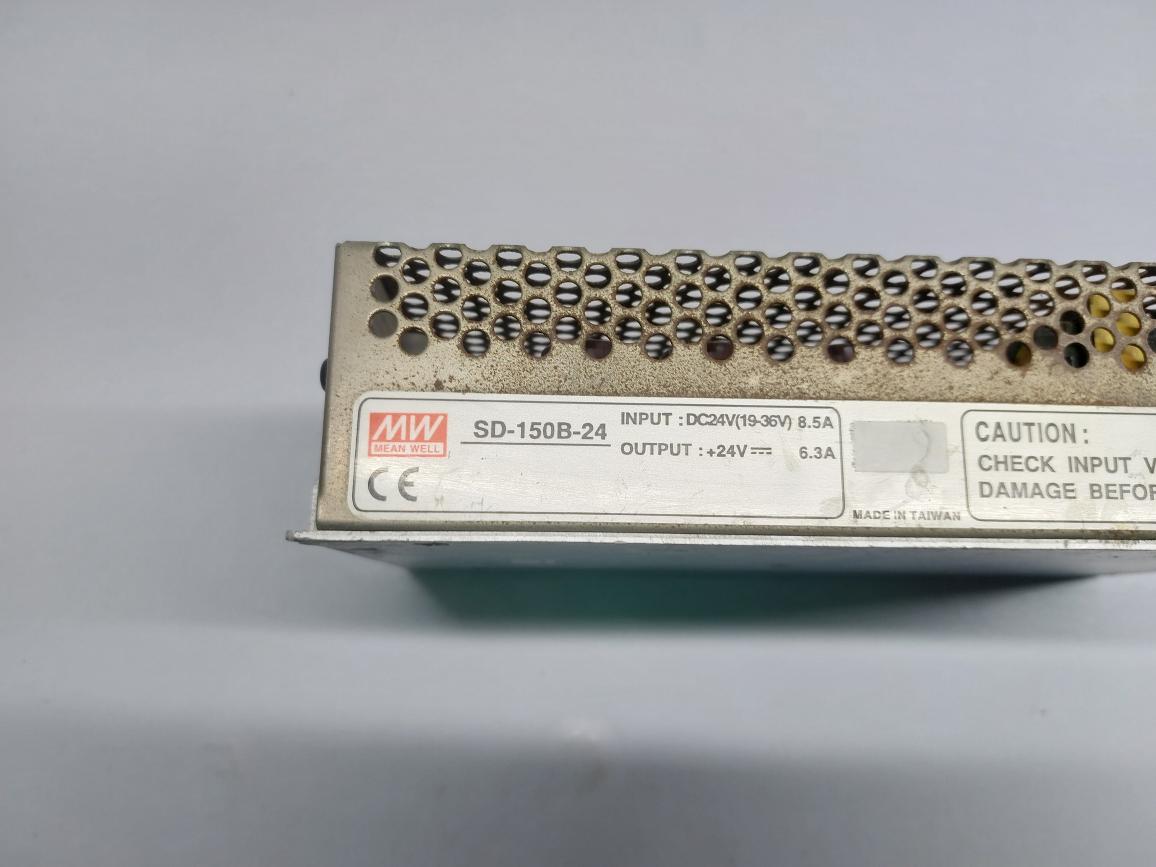 MW
MEAN WELL
SD-150B-24
INPUT : DC24V(19-36V) 8.5A
OUTPUT : +24V⎓ 6.3A
CE
MADE IN TAIWAN
CAUTION :
CHECK INPUT V
DAMAGE BEFOR